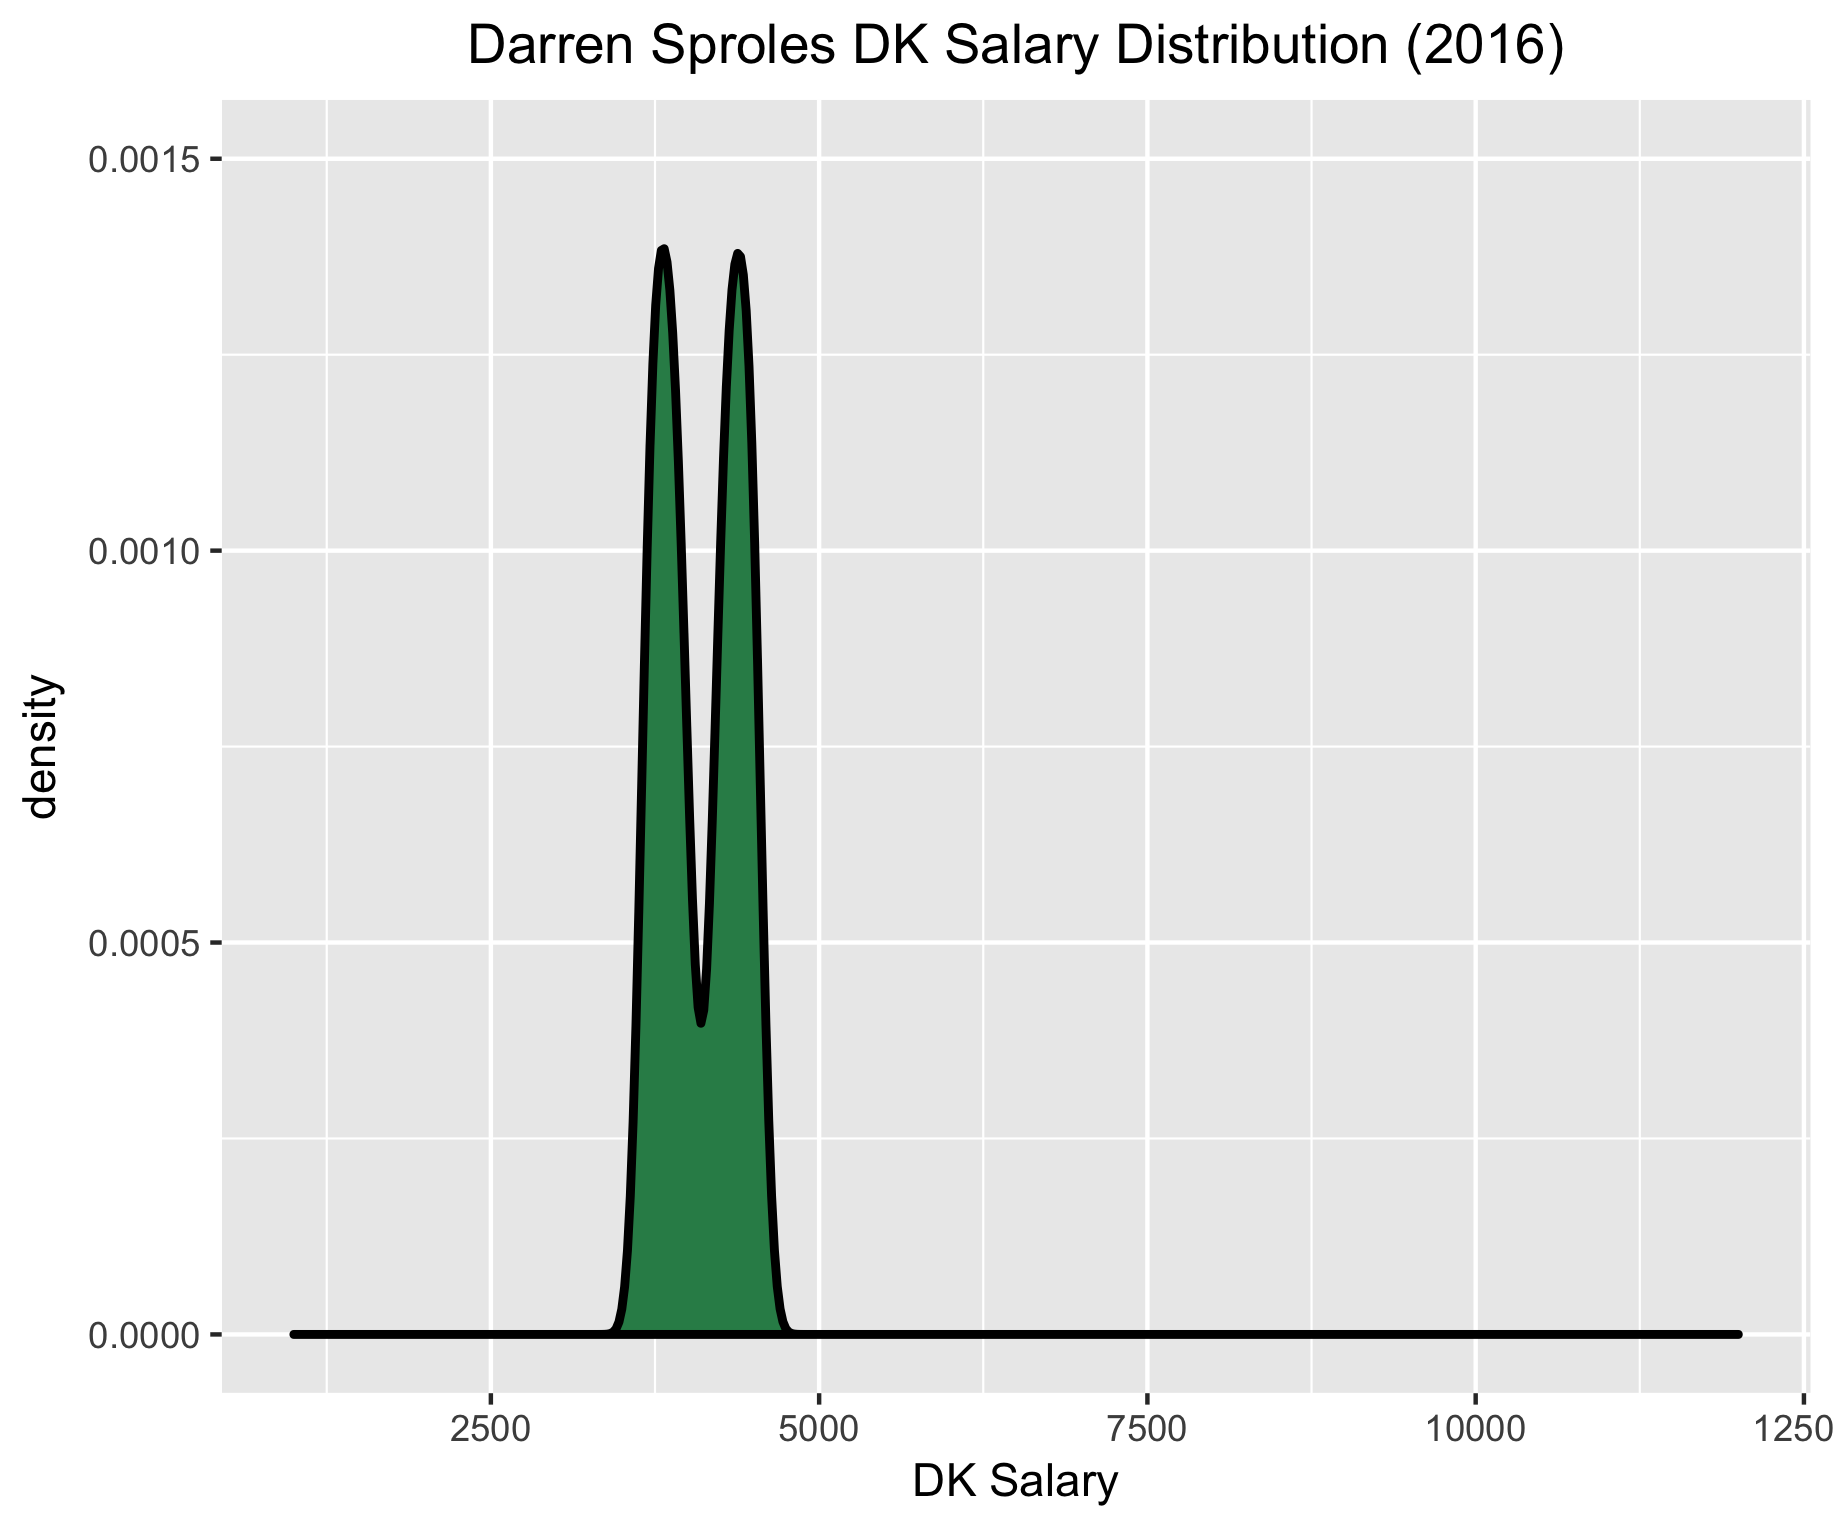 Darren Sproles DK Salary Distribution (2016)
0.0015
0.0010
density
0.0005
0.0000
2500 5000 7500 10000 1250
DK Salary